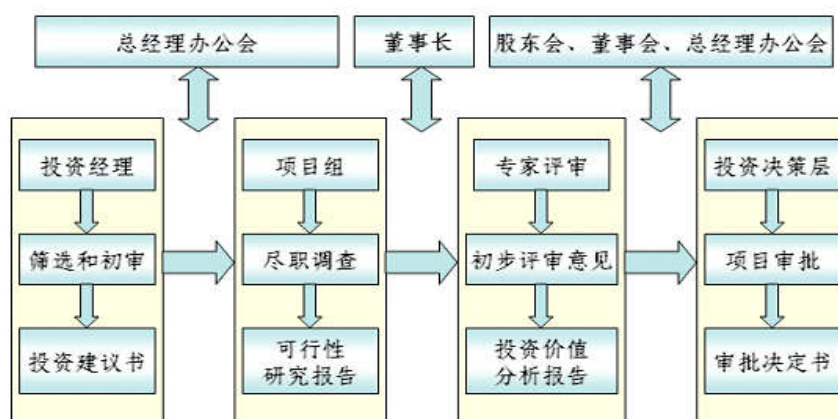 总经理办公会
董事长
股东会、董事会、总经理办公会
投资经理
筛选和初审
投资建议书
项目组
尽职调查
可行性
研究报告
专家评审
初步评审意见
投资价值
分析报告
投资决策层
项目审批
审批决定书